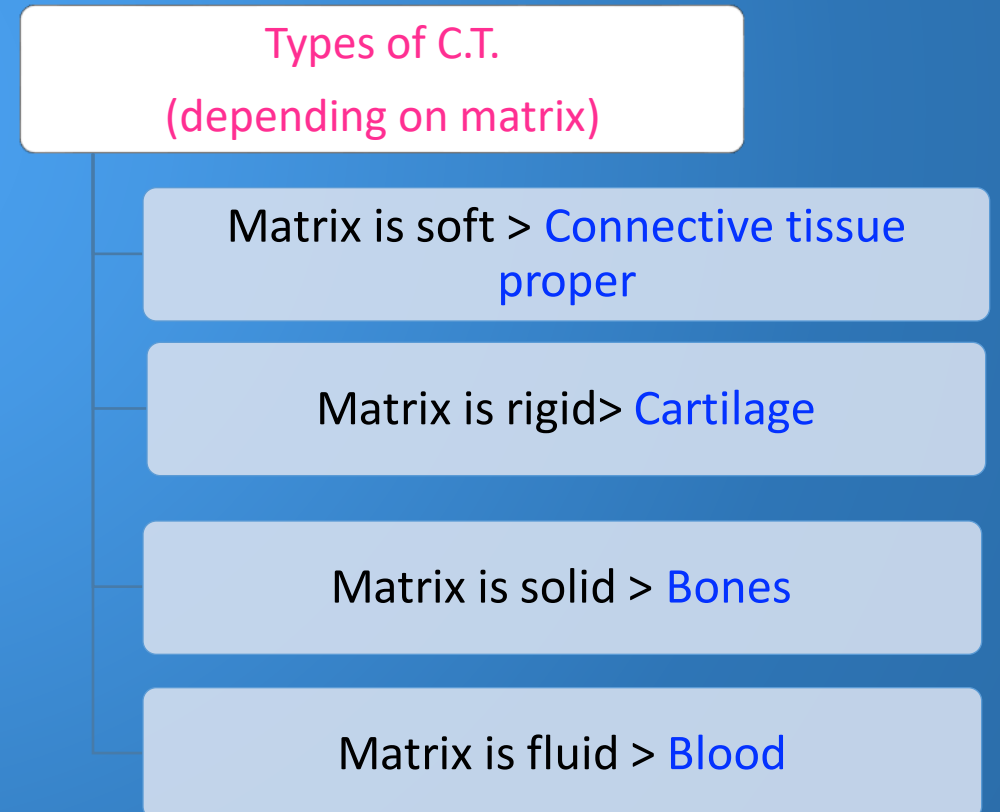 Types of C.T.
(depending on matrix)
Matrix is soft > Connective tissue
proper
Matrix is rigid> Cartilage
Matrix is solid > Bones
Matrix is fluid > Blood